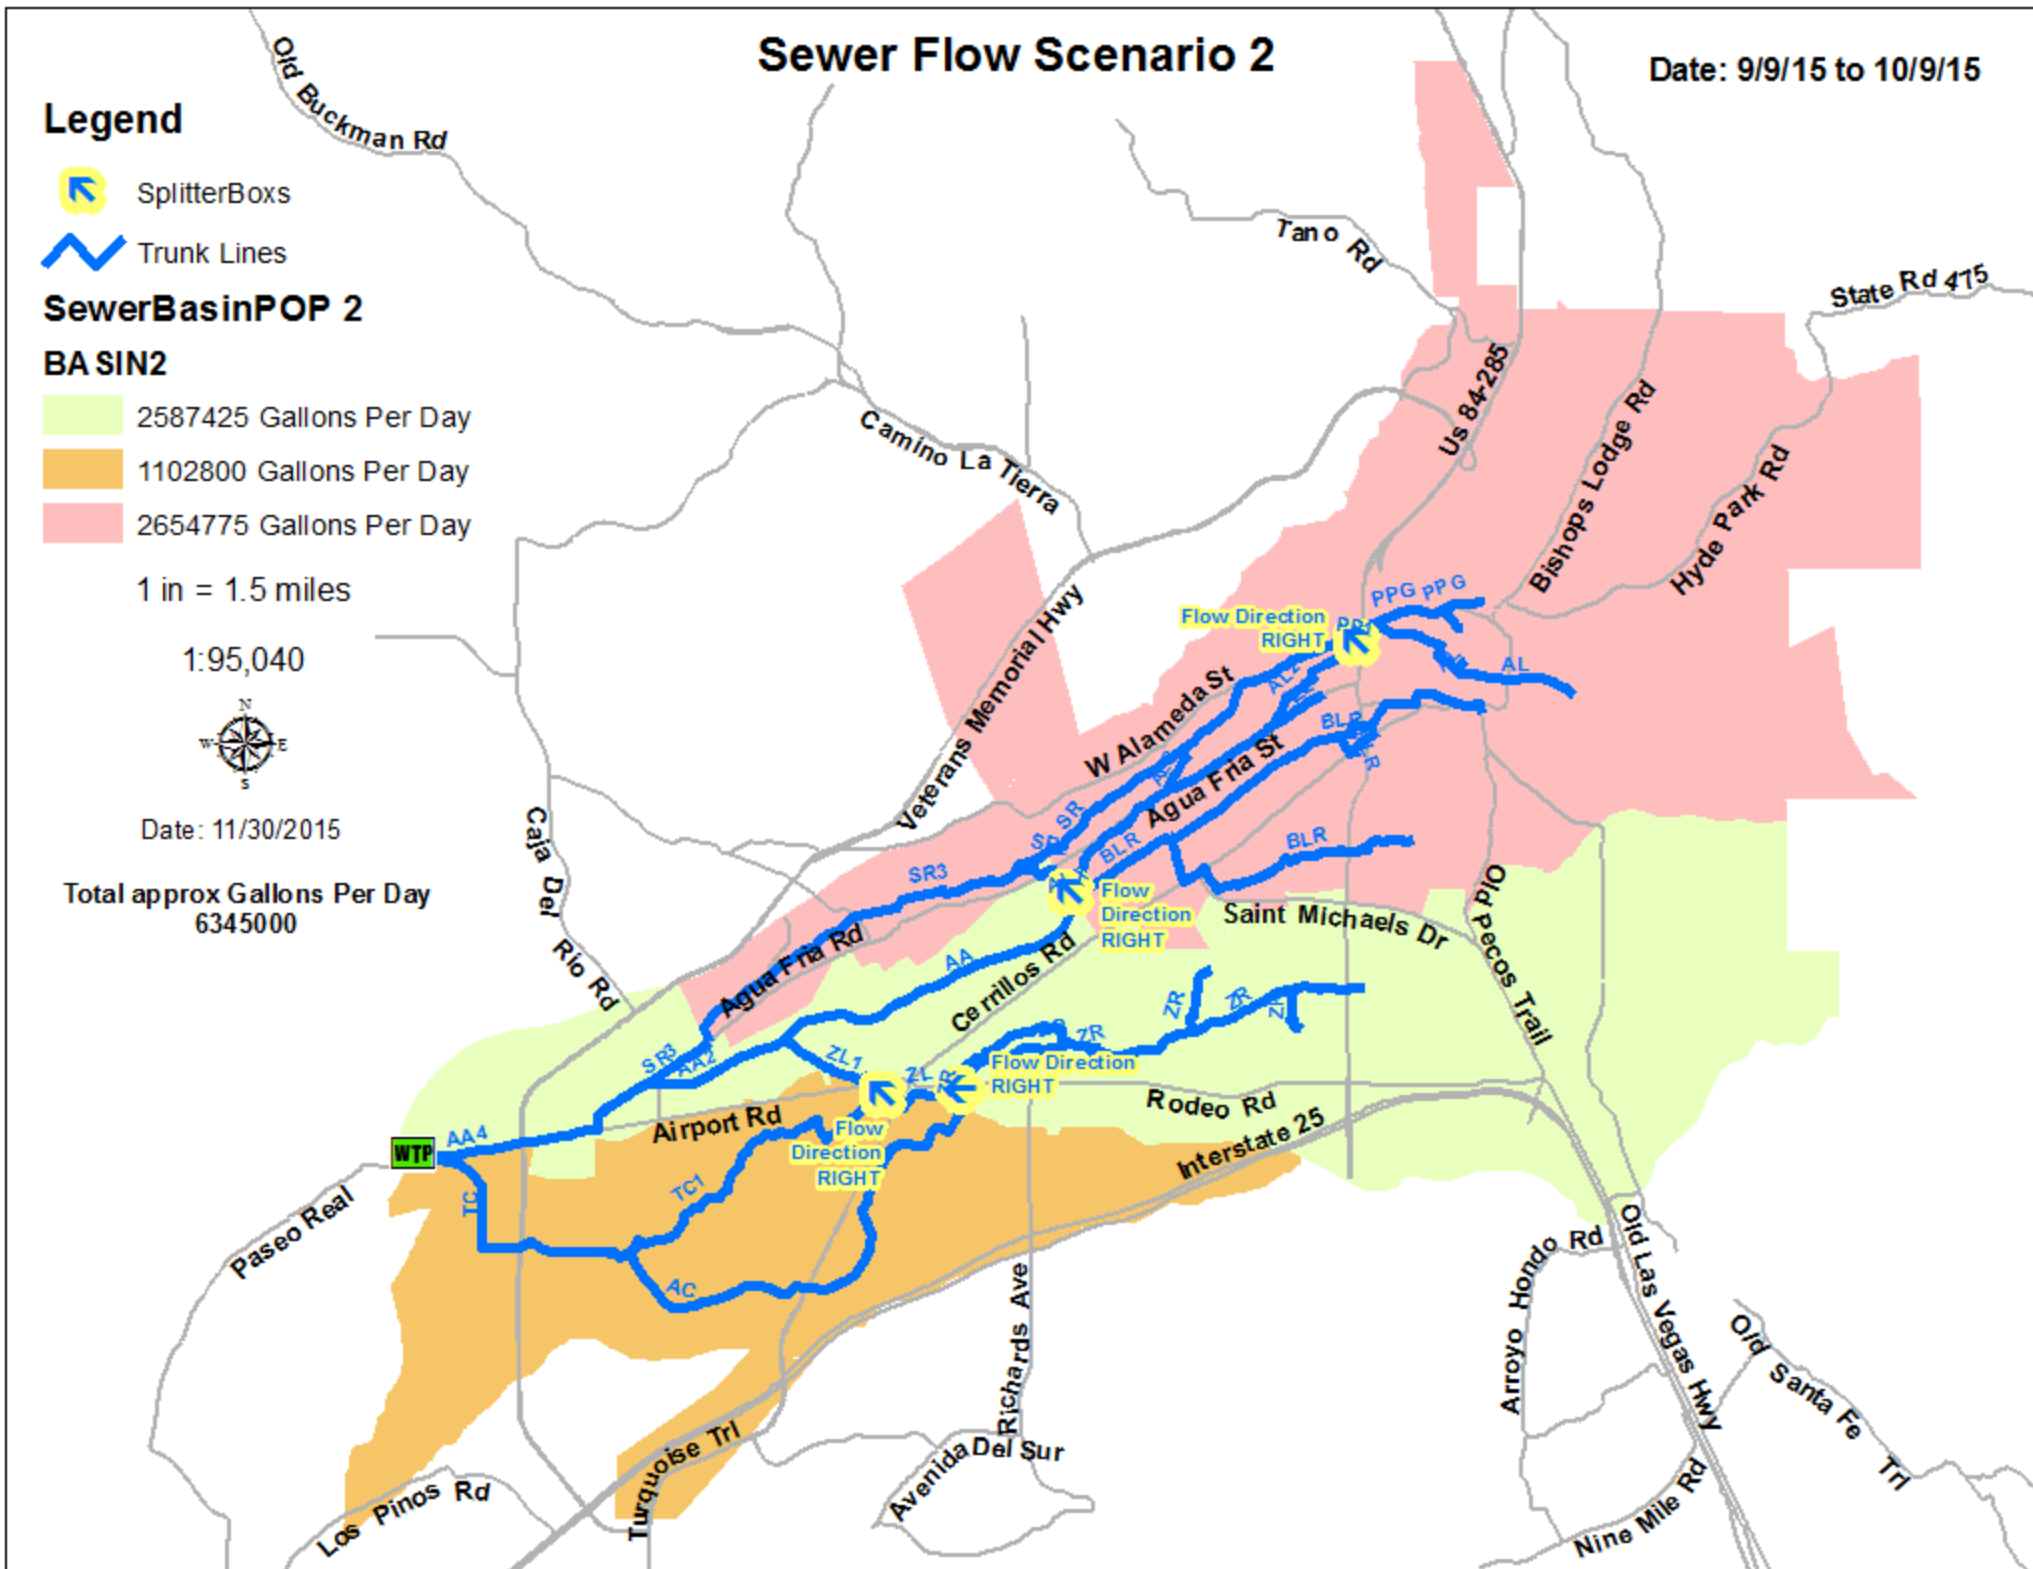 Sewer Flow Scenario 2
Date: 9/9/15 to 10/9/15
Legend
SplitterBoxs
Trunk Lines
SewerBasinPOP 2
BASIN2
2587425 Gallons Per Day
1102800 Gallons Per Day
2654775 Gallons Per Day
1 in = 1.5 miles
1:95,040
N
W
E
S
Date: 11/30/2015
Total approx Gallons Per Day
6345000
Old Buckman Rd
Tano Rd
State Rd 475
Camino La Tierra
Us 84-285
Bishops Lodge Rd
Hyde Park Rd
Veterans Memorial Hwy
PPG
PPG
Flow Direction
RIGHT
AL
AL2
W Alameda St
BLR
Agua Fria St
SR
BLR
BLR
SR3
Flow
Direction
RIGHT
Saint Michaels Dr
Old Pecos Trail
Caja Del Rio Rd
Agua Fria Rd
AA
Cerrillos Rd
ZR
ZR
ZR
ZL1
ZL
ZR
Flow Direction
RIGHT
SR3
AA2
Rodeo Rd
Airport Rd
Flow
Direction
RIGHT
Interstate 25
WTP
AA4
TC
TC1
AC
Paseo Real
Richards Ave
Arroyo Hondo Rd
Old Las Vegas Hwy
Old Santa Fe Trl
Turquoise Trl
Avenida Del Sur
Los Pinos Rd
Nine Mile Rd